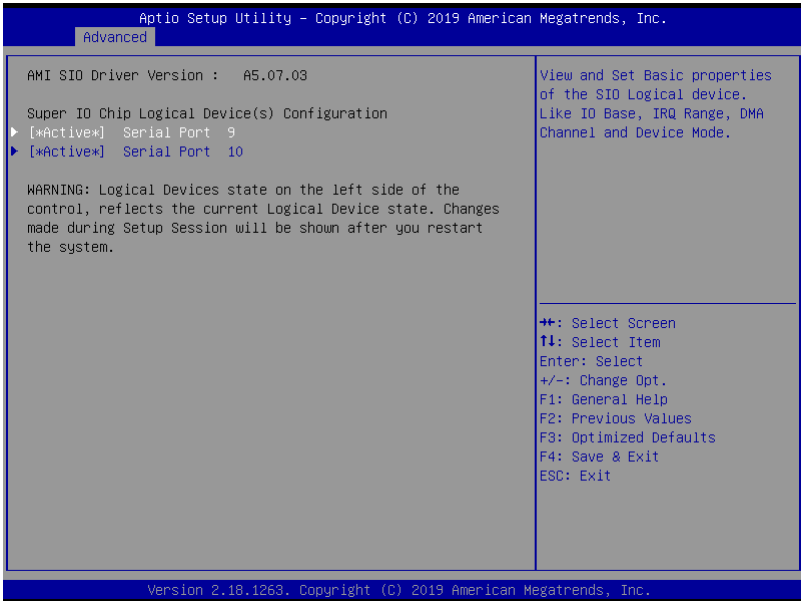 Aptio Setup Utility – Copyright (C) 2019 American Megatrends, Inc.
Advanced
AMI SIO Driver Version :   A5.07.03
Super IO Chip Logical Device(s) Configuration
▶ [*Active*]  Serial Port  9
▶ [*Active*]  Serial Port  10
WARNING: Logical Devices state on the left side of the
control, reflects the current Logical Device state. Changes
made during Setup Session will be shown after you restart
the system.
View and Set Basic properties
of the SIO Logical device.
Like IO Base, IRQ Range, DMA
Channel and Device Mode.
→←: Select Screen
↑↓: Select Item
Enter: Select
+/-: Change Opt.
F1: General Help
F2: Previous Values
F3: Optimized Defaults
F4: Save & Exit
ESC: Exit
Version 2.18.1263. Copyright (C) 2019 American Megatrends, Inc.